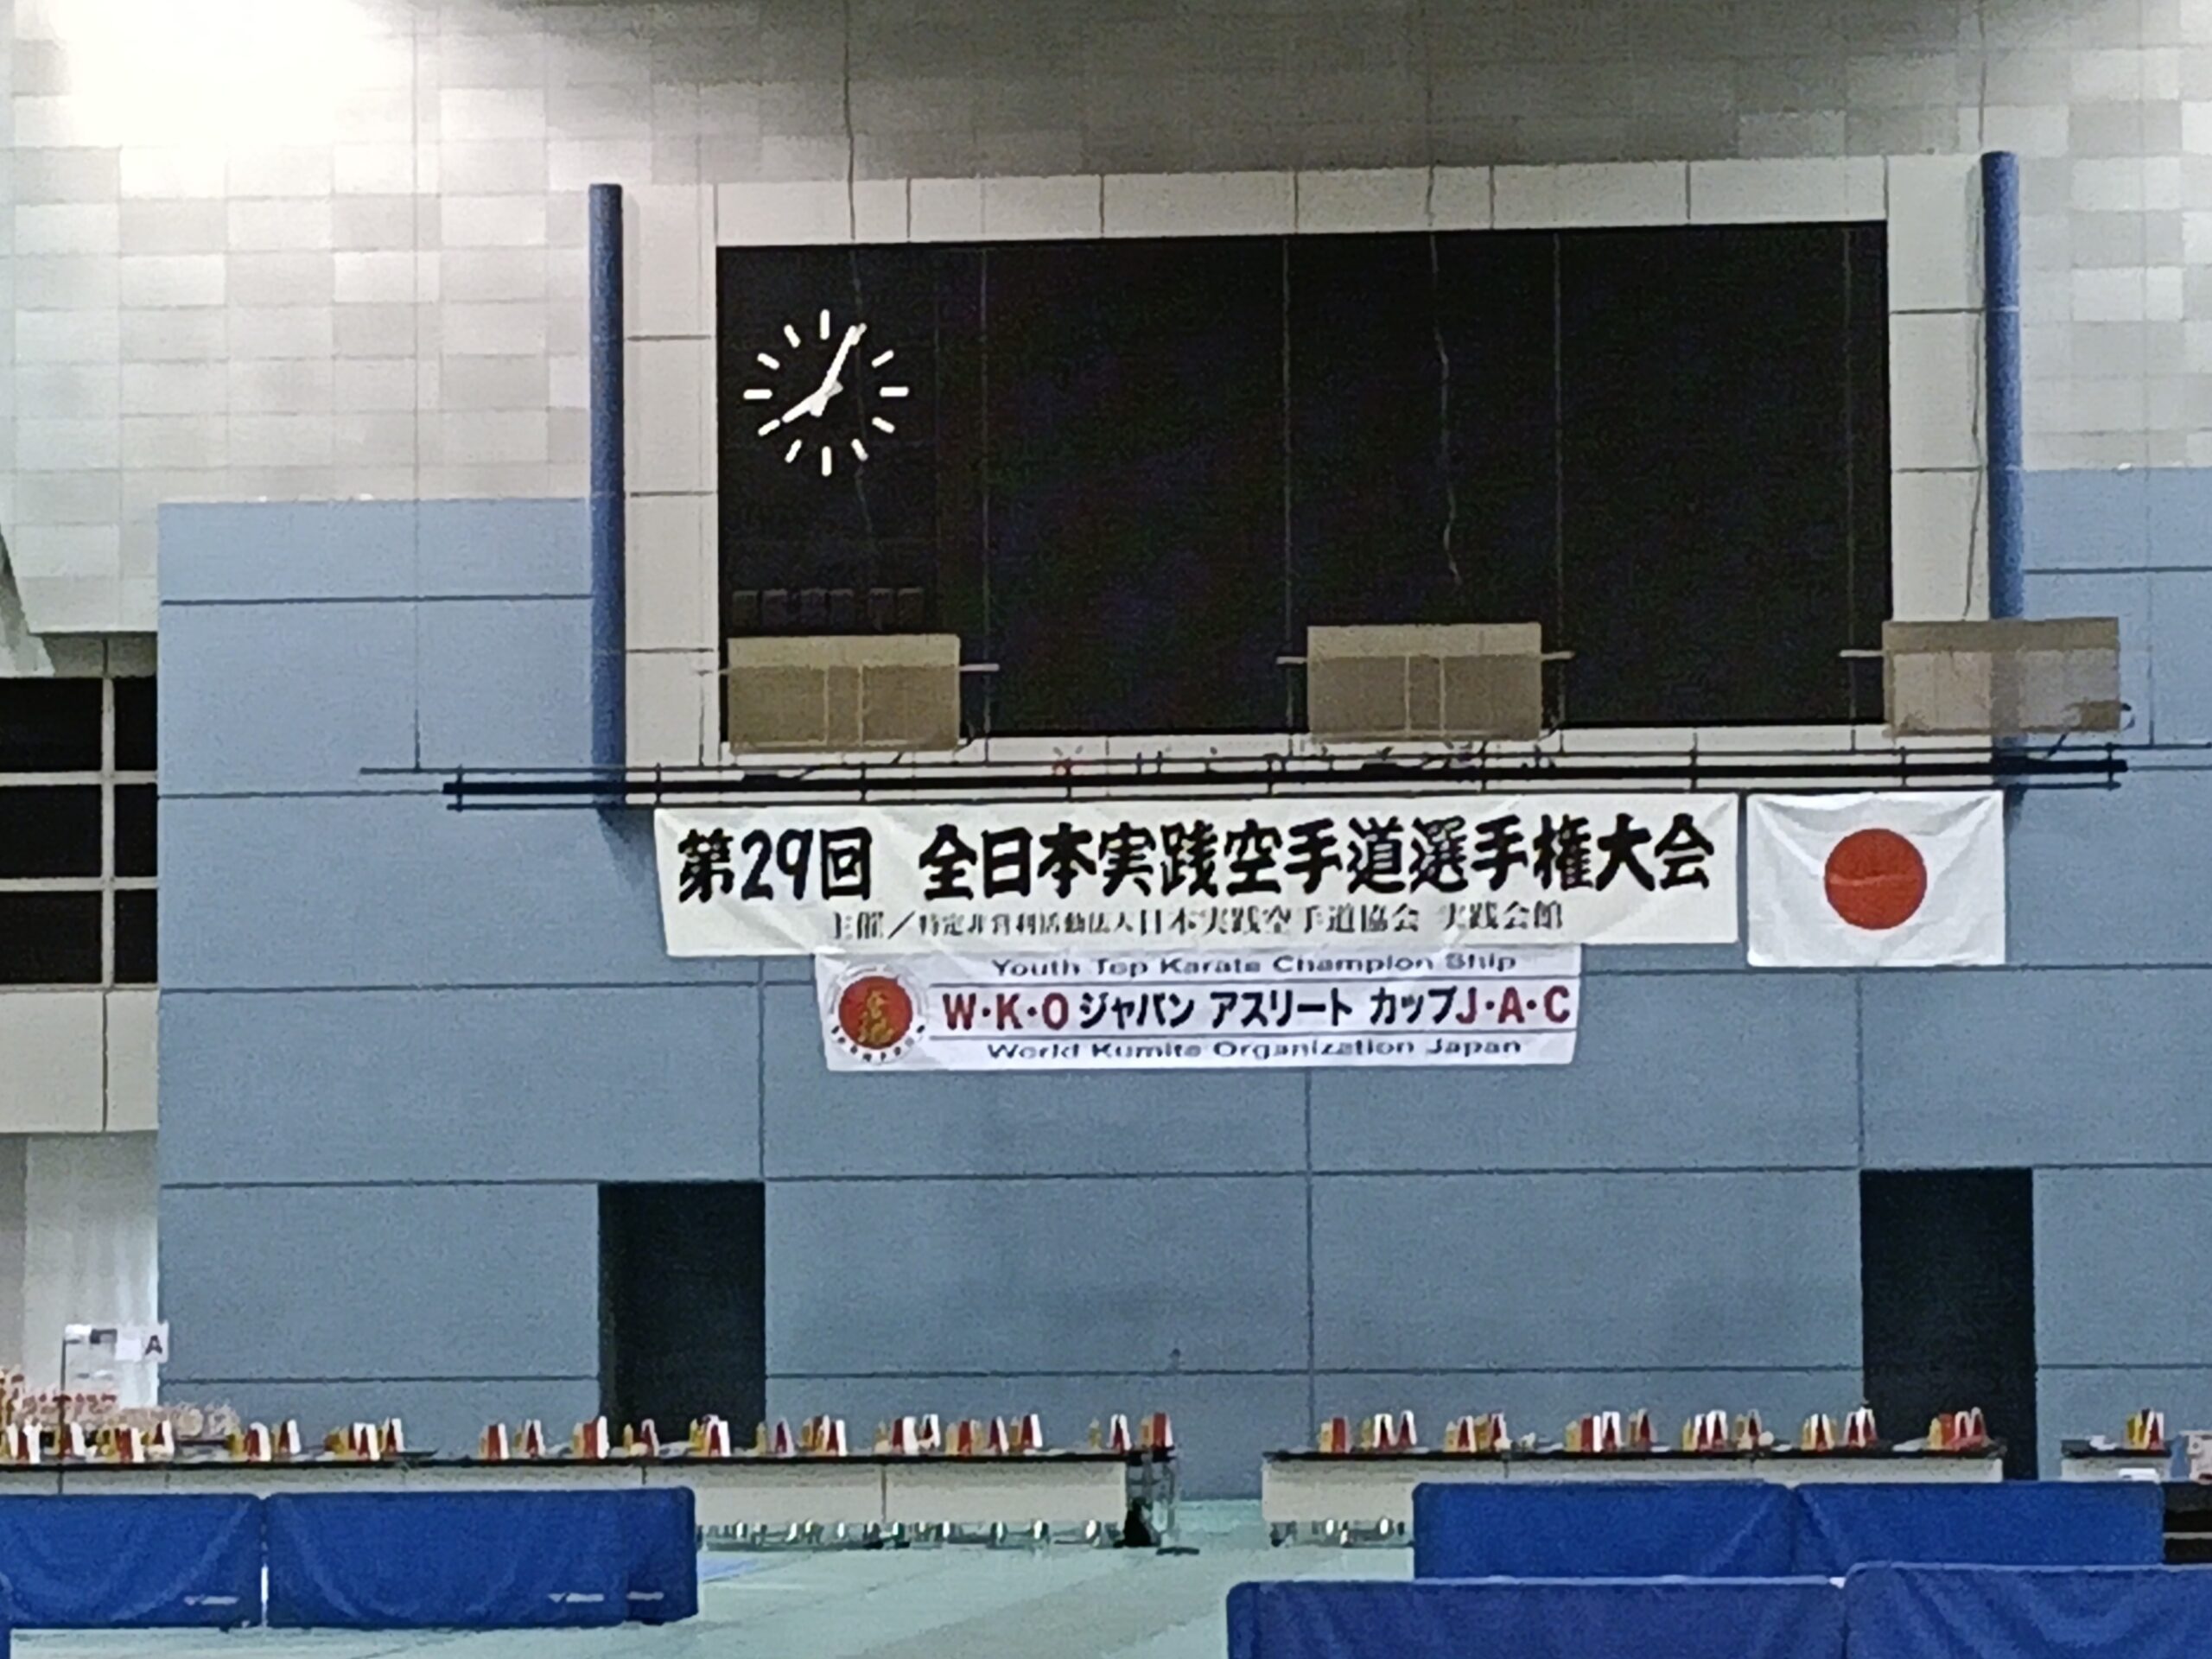 第29回 全日本実践空手道選手権大会
主催／特定非営利活動法人日本実践空手道協会 実践会館
Youth Top Karate Champion Ship
W・K・O ジャパン アスリート カップ J・A・C
World Kumite Organization Japan
A